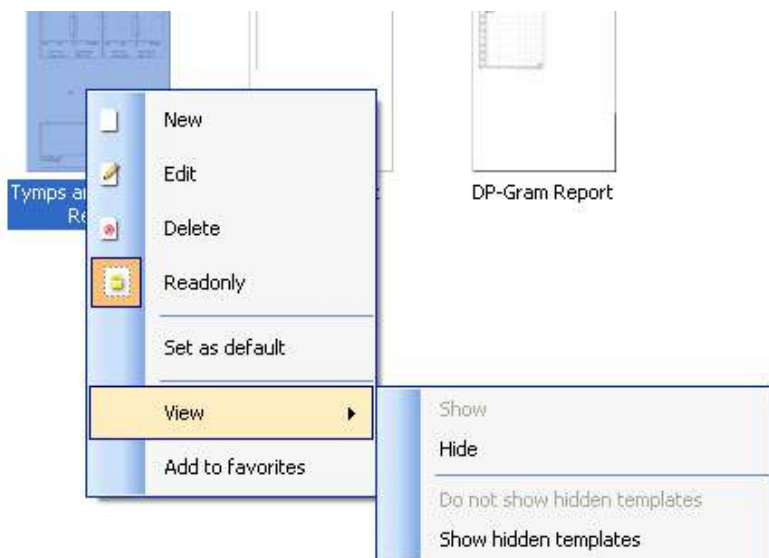 New
Edit
Tymps a
Re
DP-Gram Report
Delete
Readonly
Set as default
View
Show
Hide
Add to favorites
Do not show hidden templates
Show hidden templates